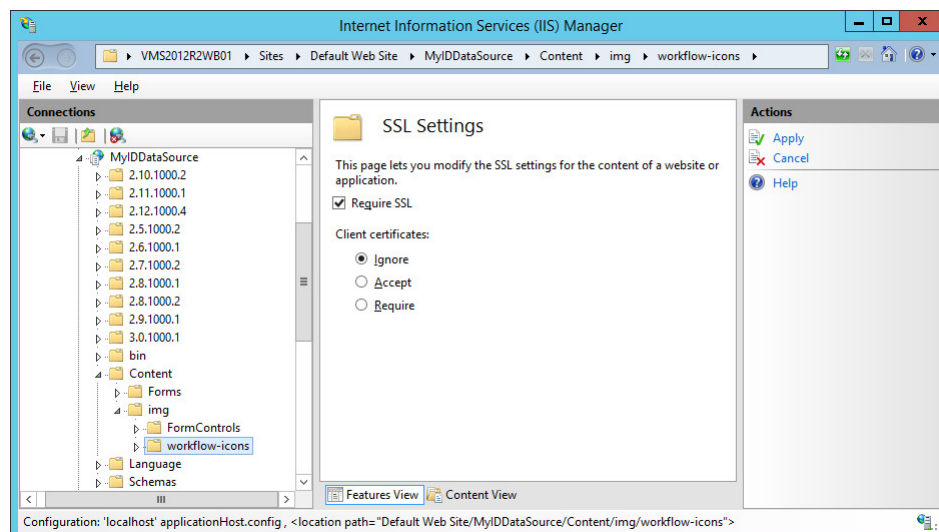 Internet Information Services (IIS) Manager
VMS2012R2WB01 Sites Default Web Site MyIDDataSource Content img workflow-icons
File View Help
Connections
MyIDDataSource
2.10.1000.2
2.11.1000.1
2.12.1000.4
2.5.1000.2
2.6.1000.1
2.7.1000.2
2.8.1000.1
2.8.1000.2
2.9.1000.1
3.0.1000.1
bin
Content
Forms
img
FormControls
workflow-icons
Language
Schemas
SSL Settings
This page lets you modify the SSL settings for the content of a website or
application.
Require SSL
Client certificates:
Ignore
Accept
Require
Features View Content View
Actions
Apply
Cancel
Help
Configuration: 'localhost' applicationHost.config , <location path="Default Web Site/MyIDDataSource/Content/img/workflow-icons">